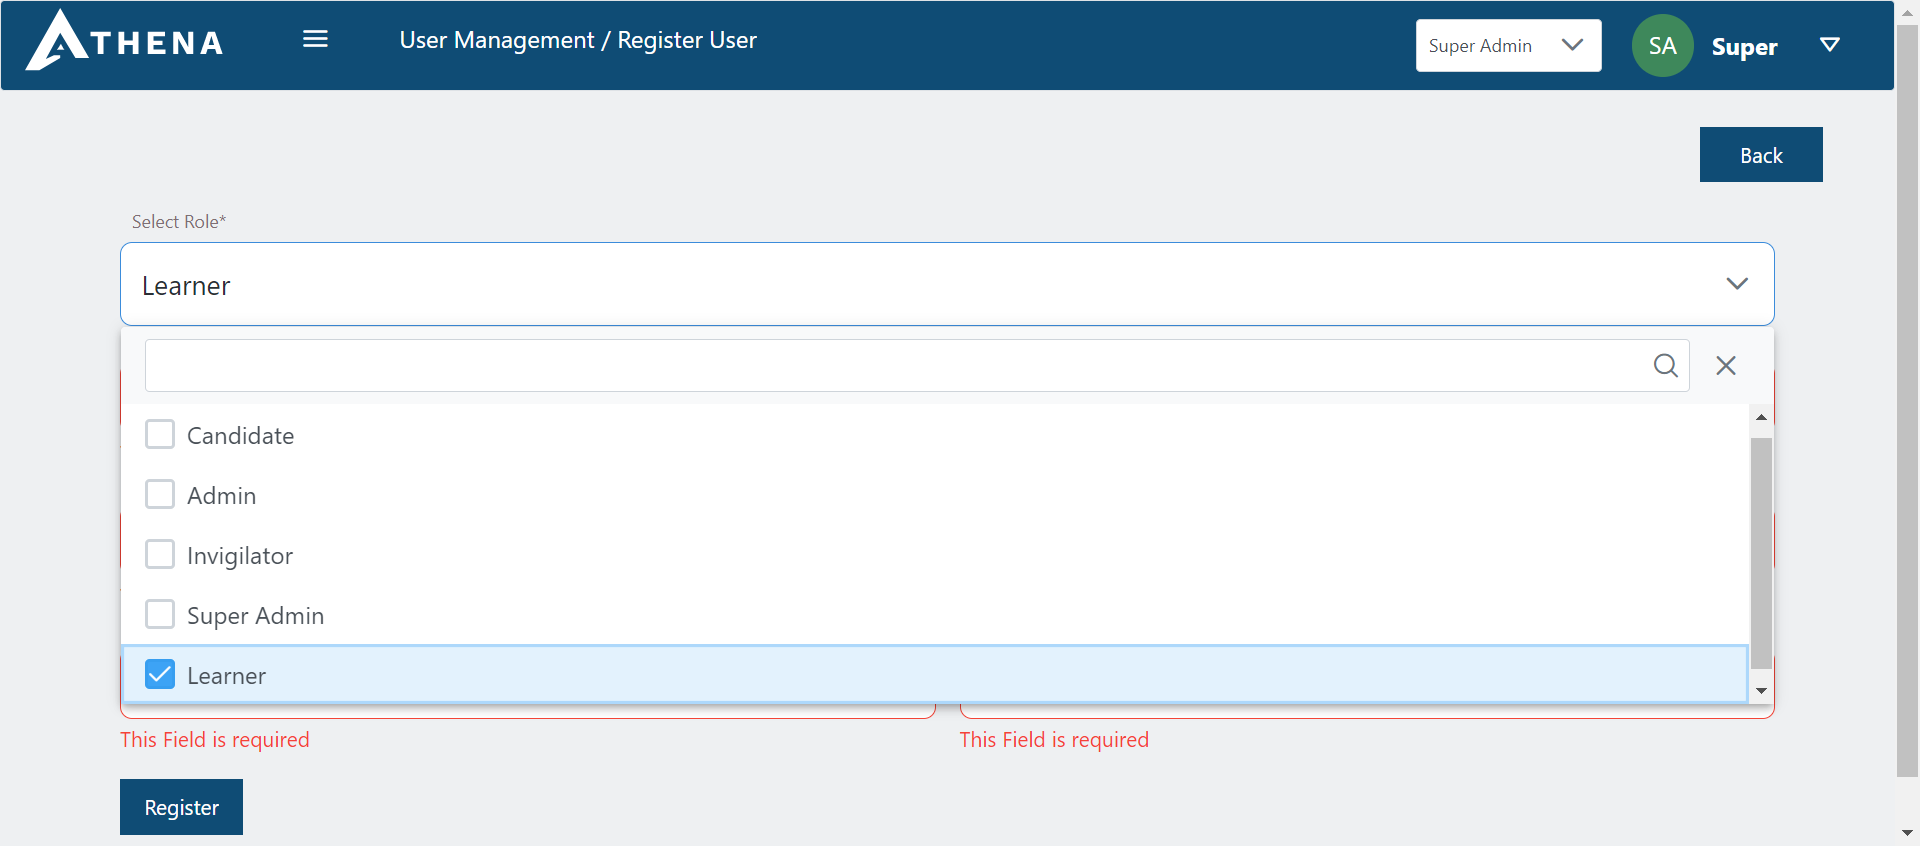 ATHENA
User Management / Register User
Super Admin
SA
Super
Back
Select Role*
Learner
Candidate
Admin
Invigilator
Super Admin
Learner
This Field is required
This Field is required
Register